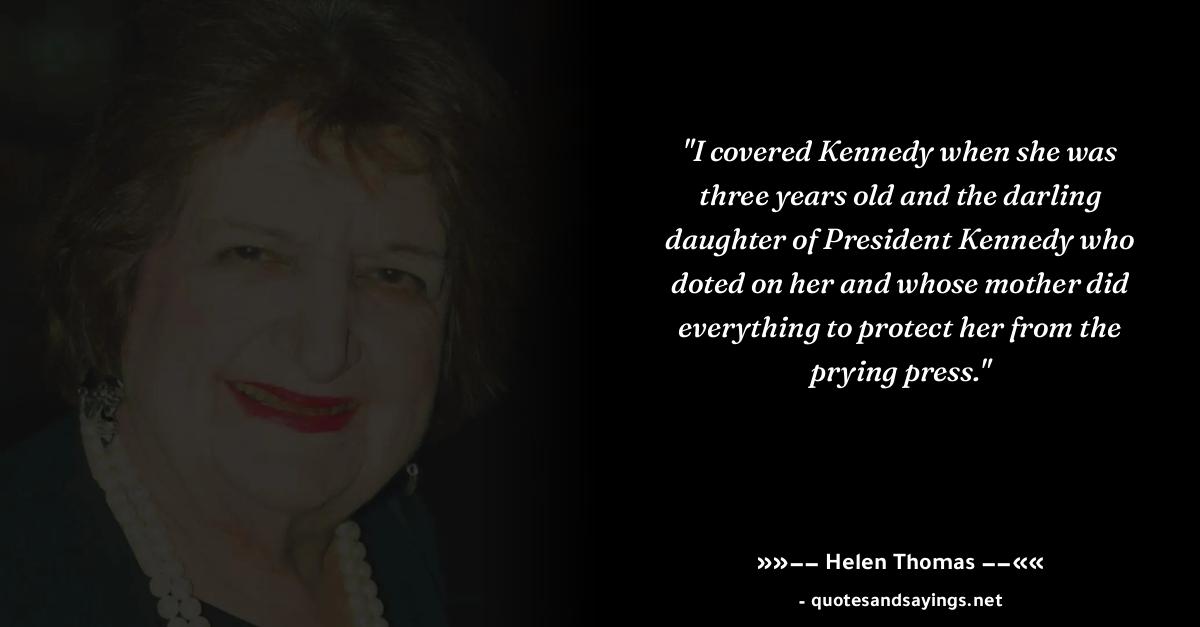 "I covered Kennedy when she was
three years old and the darling
daughter of President Kennedy who
doted on her and whose mother did
everything to protect her from the
prying press."
»»−− Helen Thomas −−««
- quotesandsayings.net